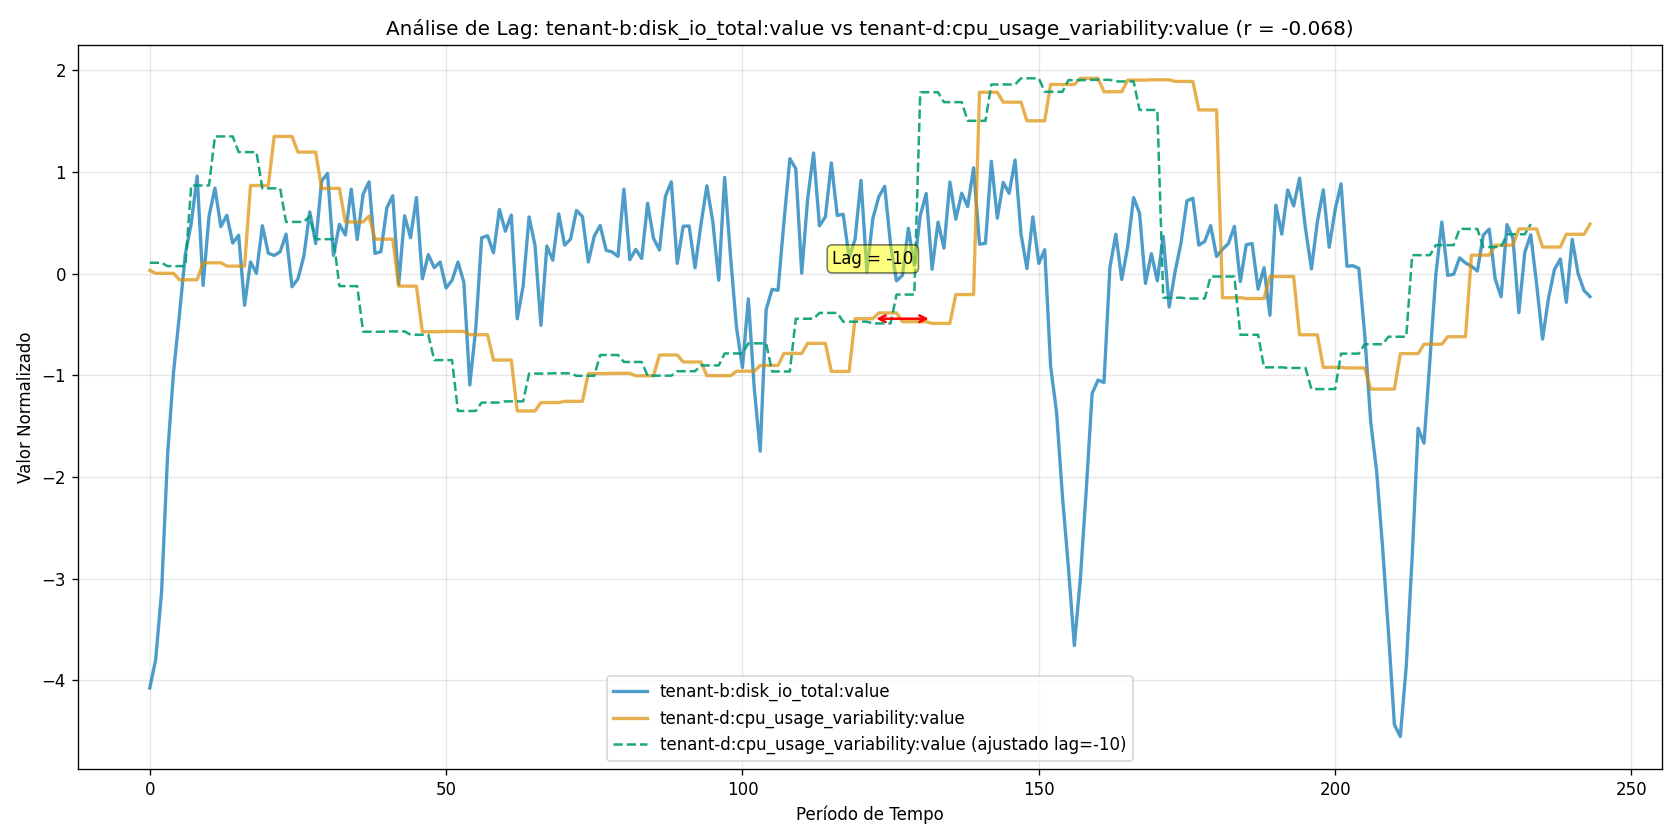 Análise de Lag: tenant-b:disk_io_total:value vs tenant-d:cpu_usage_variability:value (r = -0.068)
Valor Normalizado
2
1
0
−1
−2
−3
−4
Lag = -10
tenant-b:disk_io_total:value
tenant-d:cpu_usage_variability:value
tenant-d:cpu_usage_variability:value (ajustado lag=-10)
0 50 100 150 200 250
Período de Tempo